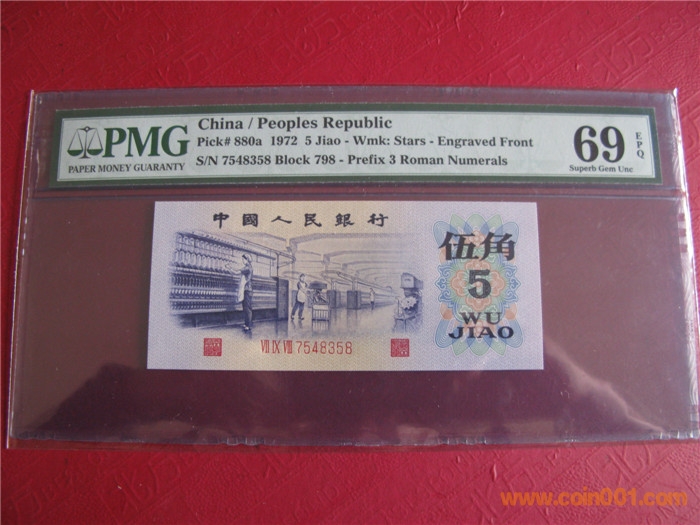 PMG
PAPER MONEY GUARANTY
China / Peoples Republic
Pick# 880a 1972 5 Jiao - Wmk: Stars - Engraved Front
S/N 7548358 Block 798 - Prefix 3 Roman Numerals
69
EPQ
Superb Gem Unc
中國人民銀行
伍角
5
WU
JIAO
VII IX VIII 7548358
www.coin001.com